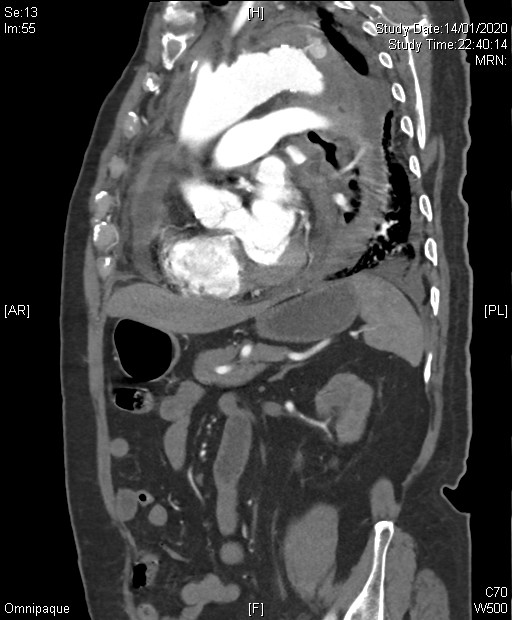 Se:13
Im:55
[H]
Study Date:14/01/2020
Study Time:22:40:14
MRN:
[AR]
[PL]
Omnipaque
[F]
C70
W500